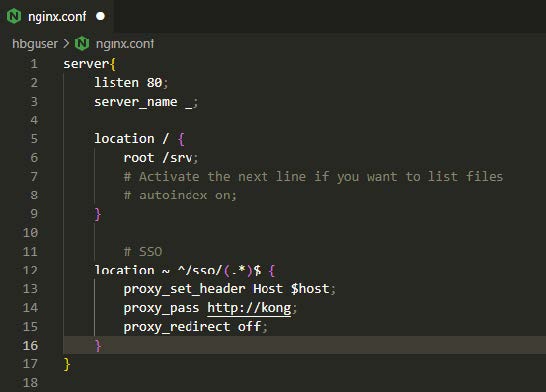 nginx.conf
hbguser > nginx.conf
1 server{
2 listen 80;
3 server_name _;
4
5 location / {
6 root /srv;
7 # Activate the next line if you want to list files
8 # autoindex on;
9 }
10
11 # SSO
12 location ~ ^/sso/(.*)$ {
13 proxy_set_header Host $host;
14 proxy_pass http://kong;
15 proxy_redirect off;
16 }
17 }
18